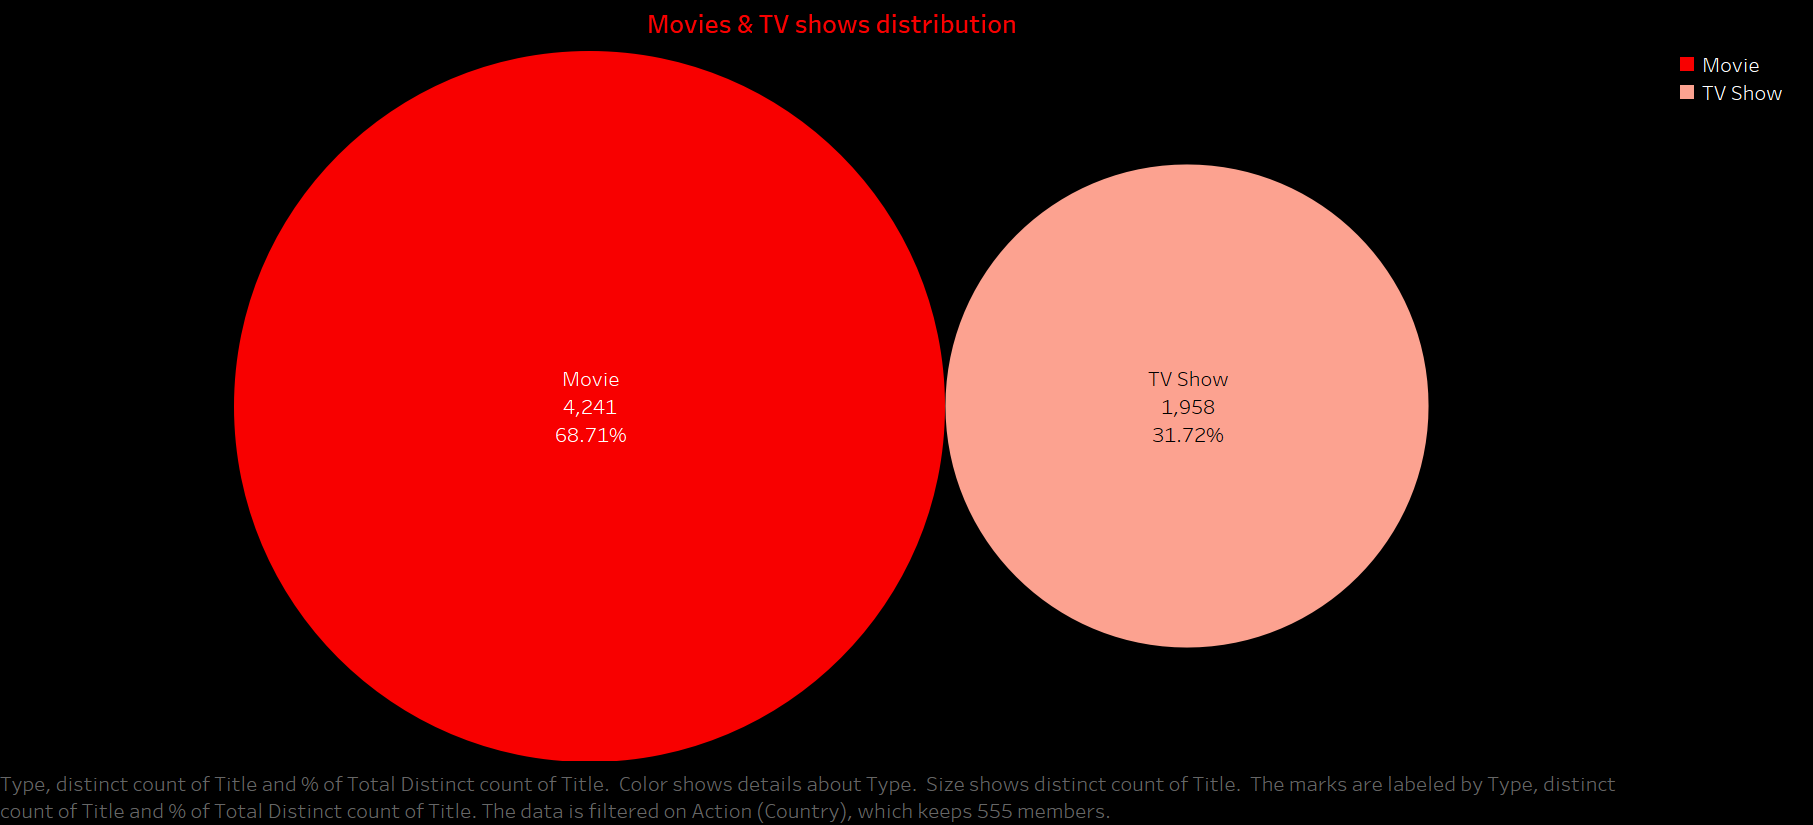 Movies & TV shows distribution
Movie
TV Show
Movie
4,241
68.71%
TV Show
1,958
31.72%
Type, distinct count of Title and % of Total Distinct count of Title.  Color shows details about Type.  Size shows distinct count of Title.  The marks are labeled by Type, distinct
count of Title and % of Total Distinct count of Title. The data is filtered on Action (Country), which keeps 555 members.